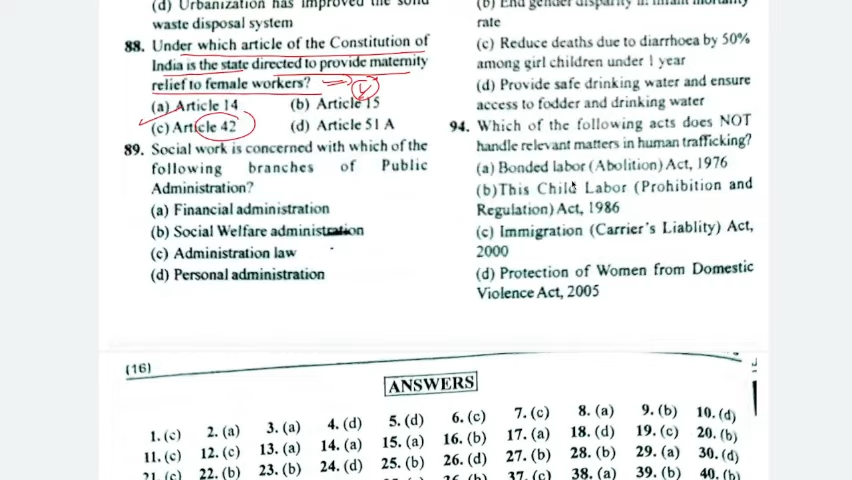 (d) Urbanization has improved the solid
waste disposal system
88. Under which article of the Constitution of
India is the state directed to provide maternity
relief to female workers?
(a) Article 14 (b) Article 15
(c) Article 42 (d) Article 51 A
89. Social work is concerned with which of the
following branches of Public
Administration?
(a) Financial administration
(b) Social Welfare administration
(c) Administration law
(d) Personal administration
(b) End gender disparity in infant mortality
rate
(c) Reduce deaths due to diarrhoea by 50%
among girl children under 1 year
(d) Provide safe drinking water and ensure
access to fodder and drinking water
94. Which of the following acts does NOT
handle relevant matters in human trafficking?
(a) Bonded labor (Abolition) Act, 1976
(b)This Child Labor (Prohibition and
Regulation) Act, 1986
(c) Immigration (Carrier's Liablity) Act,
2000
(d) Protection of Women from Domestic
Violence Act, 2005
(16)
ANSWERS
1. (c) 2. (a) 3. (a) 4. (d) 5. (d) 6. (c) 7. (c) 8. (a) 9. (b) 10. (d)
11. (c) 12. (c) 13. (a) 14. (a) 15. (a) 16. (b) 17. (a) 18. (d) 19. (c) 20. (b)
21. (c) 22. (b) 23. (b) 24. (d) 25. (b) 26. (d) 27. (b) 28. (b) 29. (a) 30. (d)
36. (b) 37. (c) 38. (a) 39. (b) 40. (b)